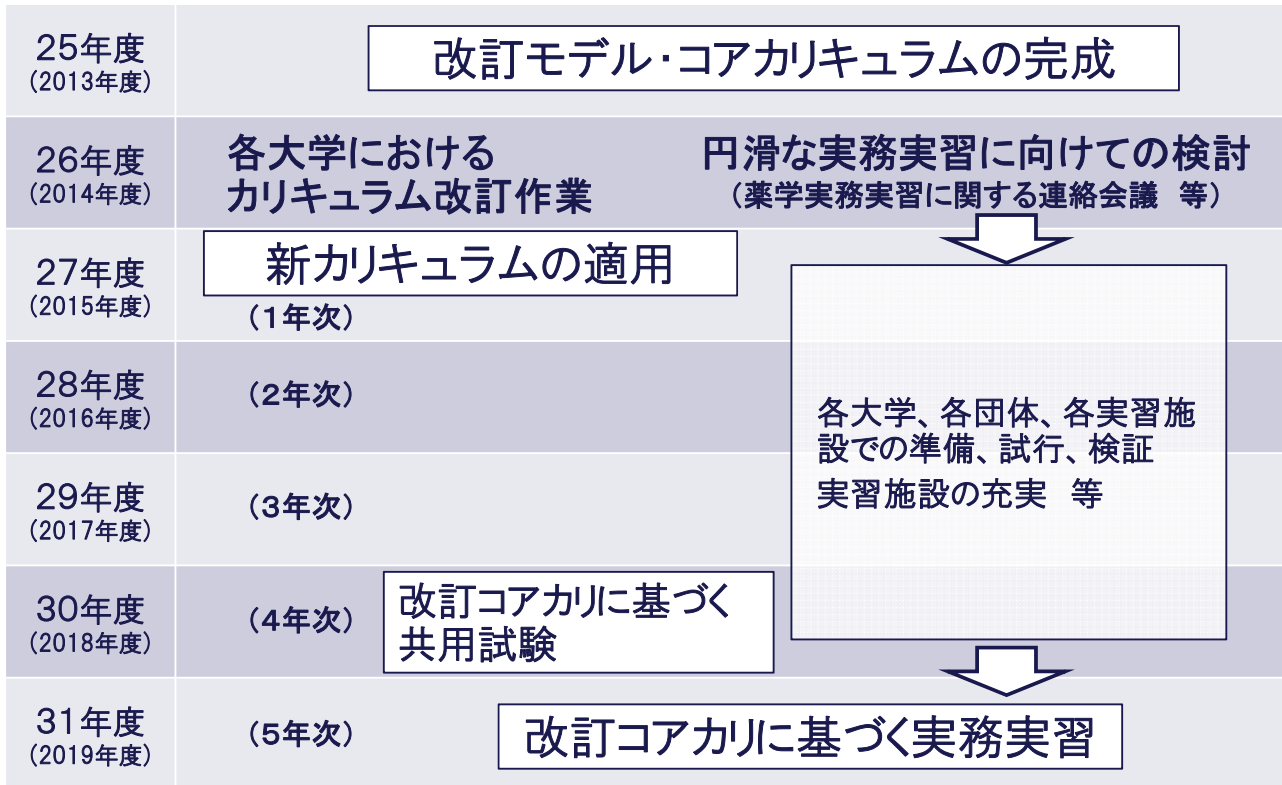 25年度
(2013年度)
改訂モデル・コアカリキュラムの完成
26年度
(2014年度)
各大学における
カリキュラム改訂作業
円滑な実務実習に向けての検討
（薬学実務実習に関する連絡会議　等）
27年度
(2015年度)
新カリキュラムの適用
（１年次）
28年度
(2016年度)
（２年次）
各大学、各団体、各実習施
設での準備、試行、検証
実習施設の充実　等
29年度
(2017年度)
（３年次）
30年度
(2018年度)
（４年次）
改訂コアカリに基づく
共用試験
31年度
(2019年度)
（５年次）
改訂コアカリに基づく実務実習